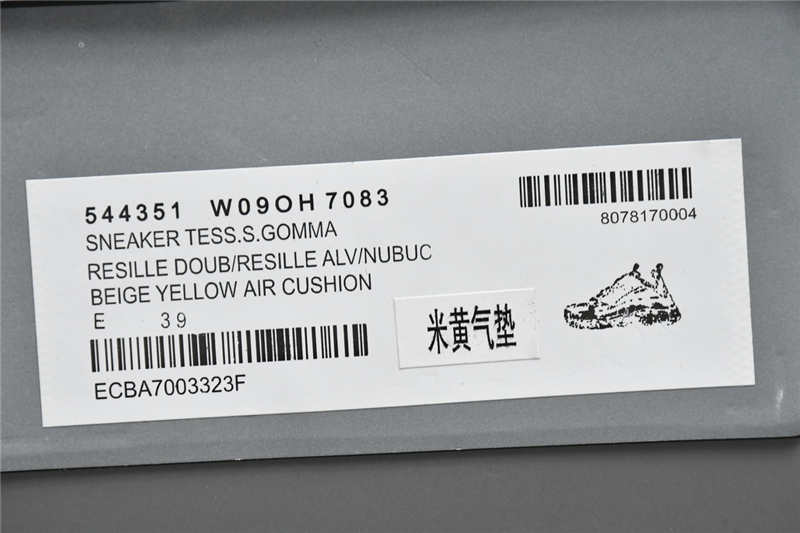 544351 W09OH 7083
SNEAKER TESS.S.GOMMA
RESILLE DOUB/RESILLE ALV/NUBUC
BEIGE YELLOW AIR CUSHION
E 39
ECBA7003323F
8078170004
米黄气垫